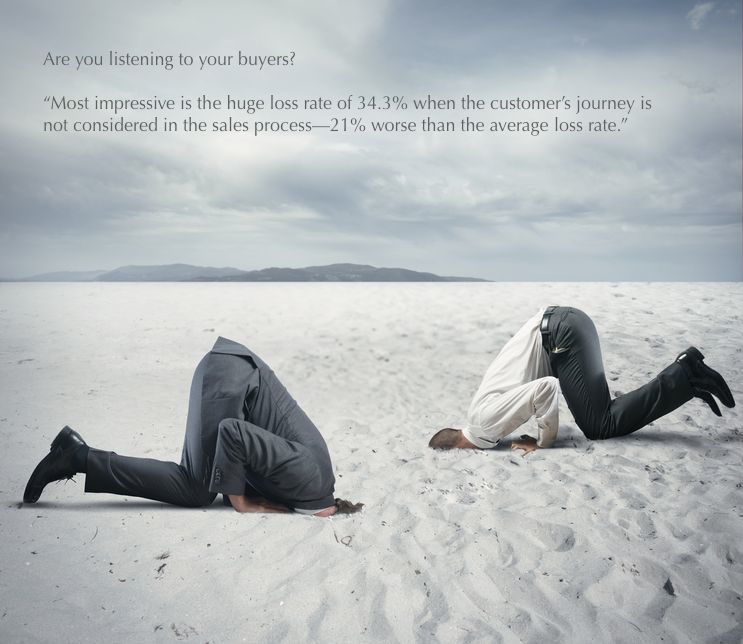 Are you listening to your buyers?
“Most impressive is the huge loss rate of 34.3% when the customer’s journey is
not considered in the sales process—21% worse than the average loss rate.”